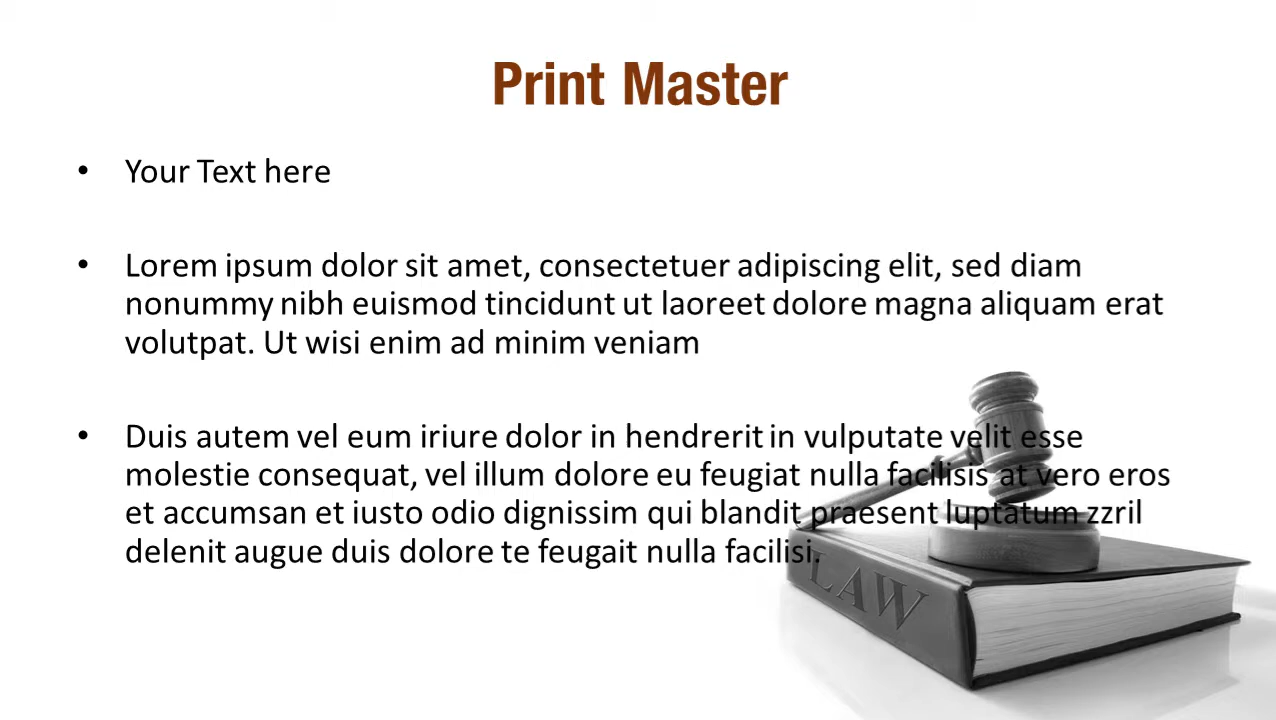 Print Master
• Your Text here
• Lorem ipsum dolor sit amet, consectetuer adipiscing elit, sed diam
nonummy nibh euismod tincidunt ut laoreet dolore magna aliquam erat
volutpat. Ut wisi enim ad minim veniam
• Duis autem vel eum iriure dolor in hendrerit in vulputate velit esse
molestie consequat, vel illum dolore eu feugiat nulla facilisis at vero eros
et accumsan et iusto odio dignissim qui blandit praesent luptatum zzril
delenit augue duis dolore te feugait nulla facilisi.
LAW